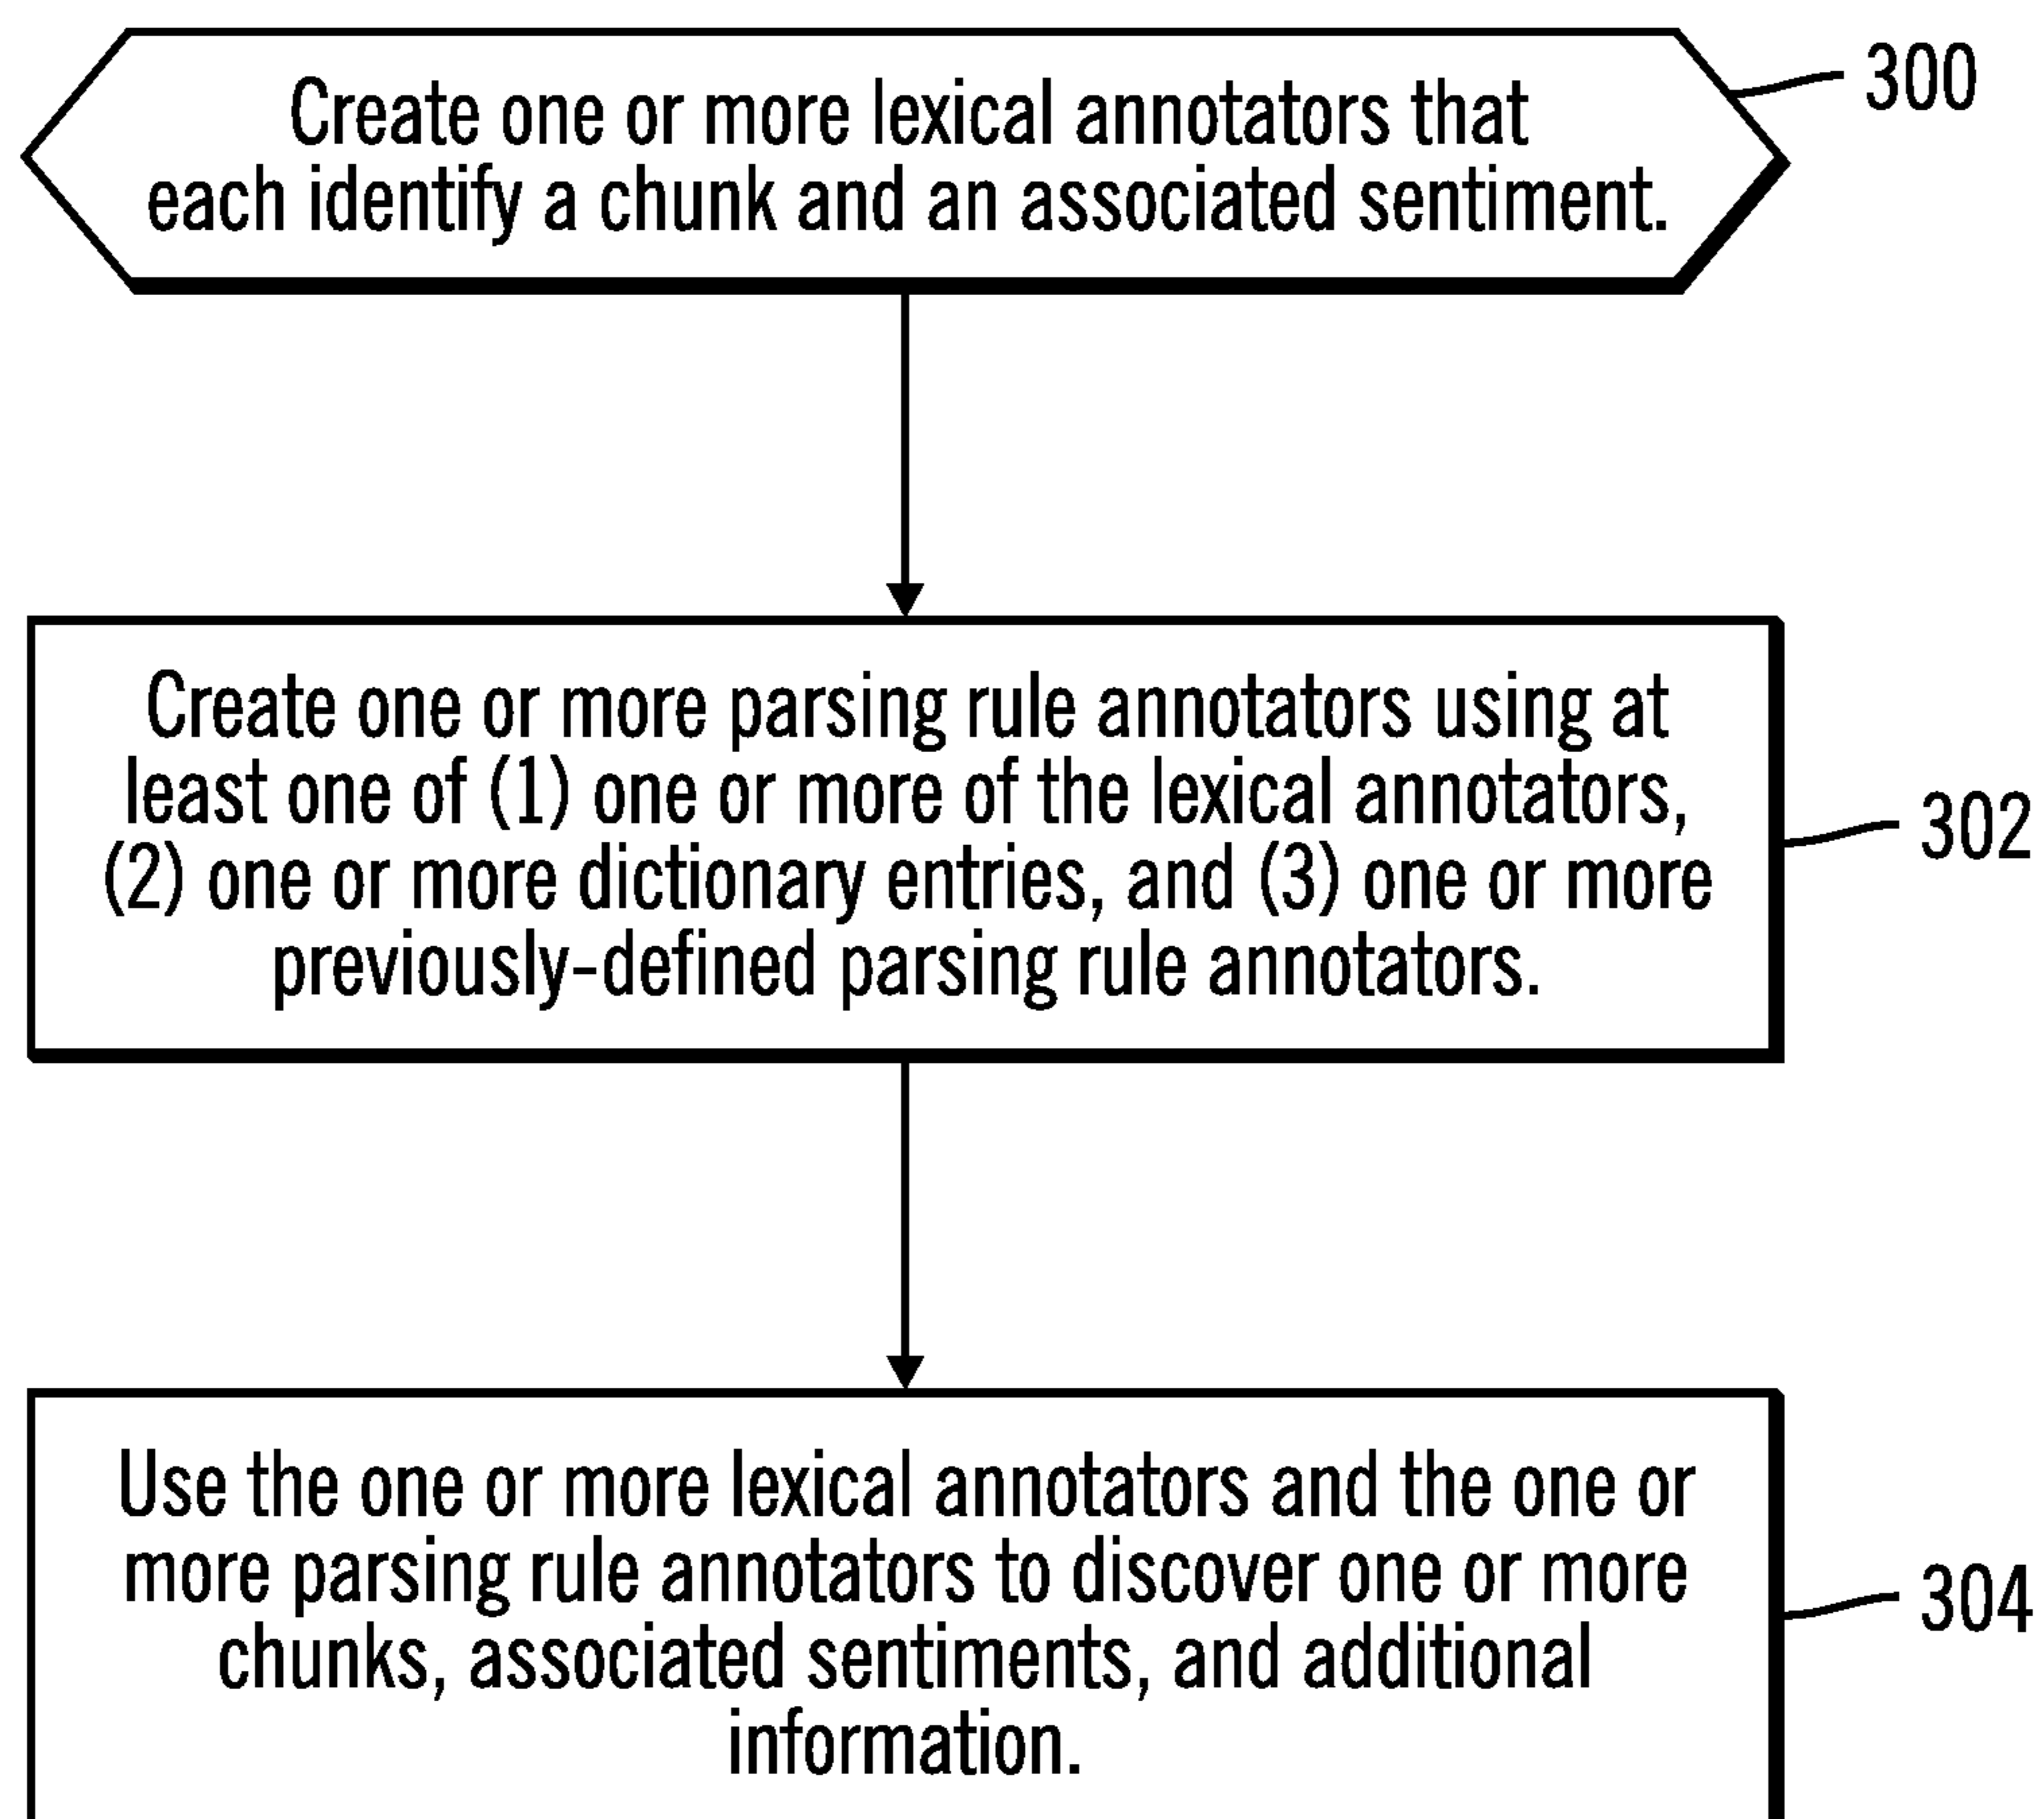 Create one or more lexical annotators that
each identify a chunk and an associated sentiment.
300
Create one or more parsing rule annotators using at
least one of (1) one or more of the lexical annotators,
(2) one or more dictionary entries, and (3) one or more
previously-defined parsing rule annotators.
302
Use the one or more lexical annotators and the one or
more parsing rule annotators to discover one or more
chunks, associated sentiments, and additional
information.
304